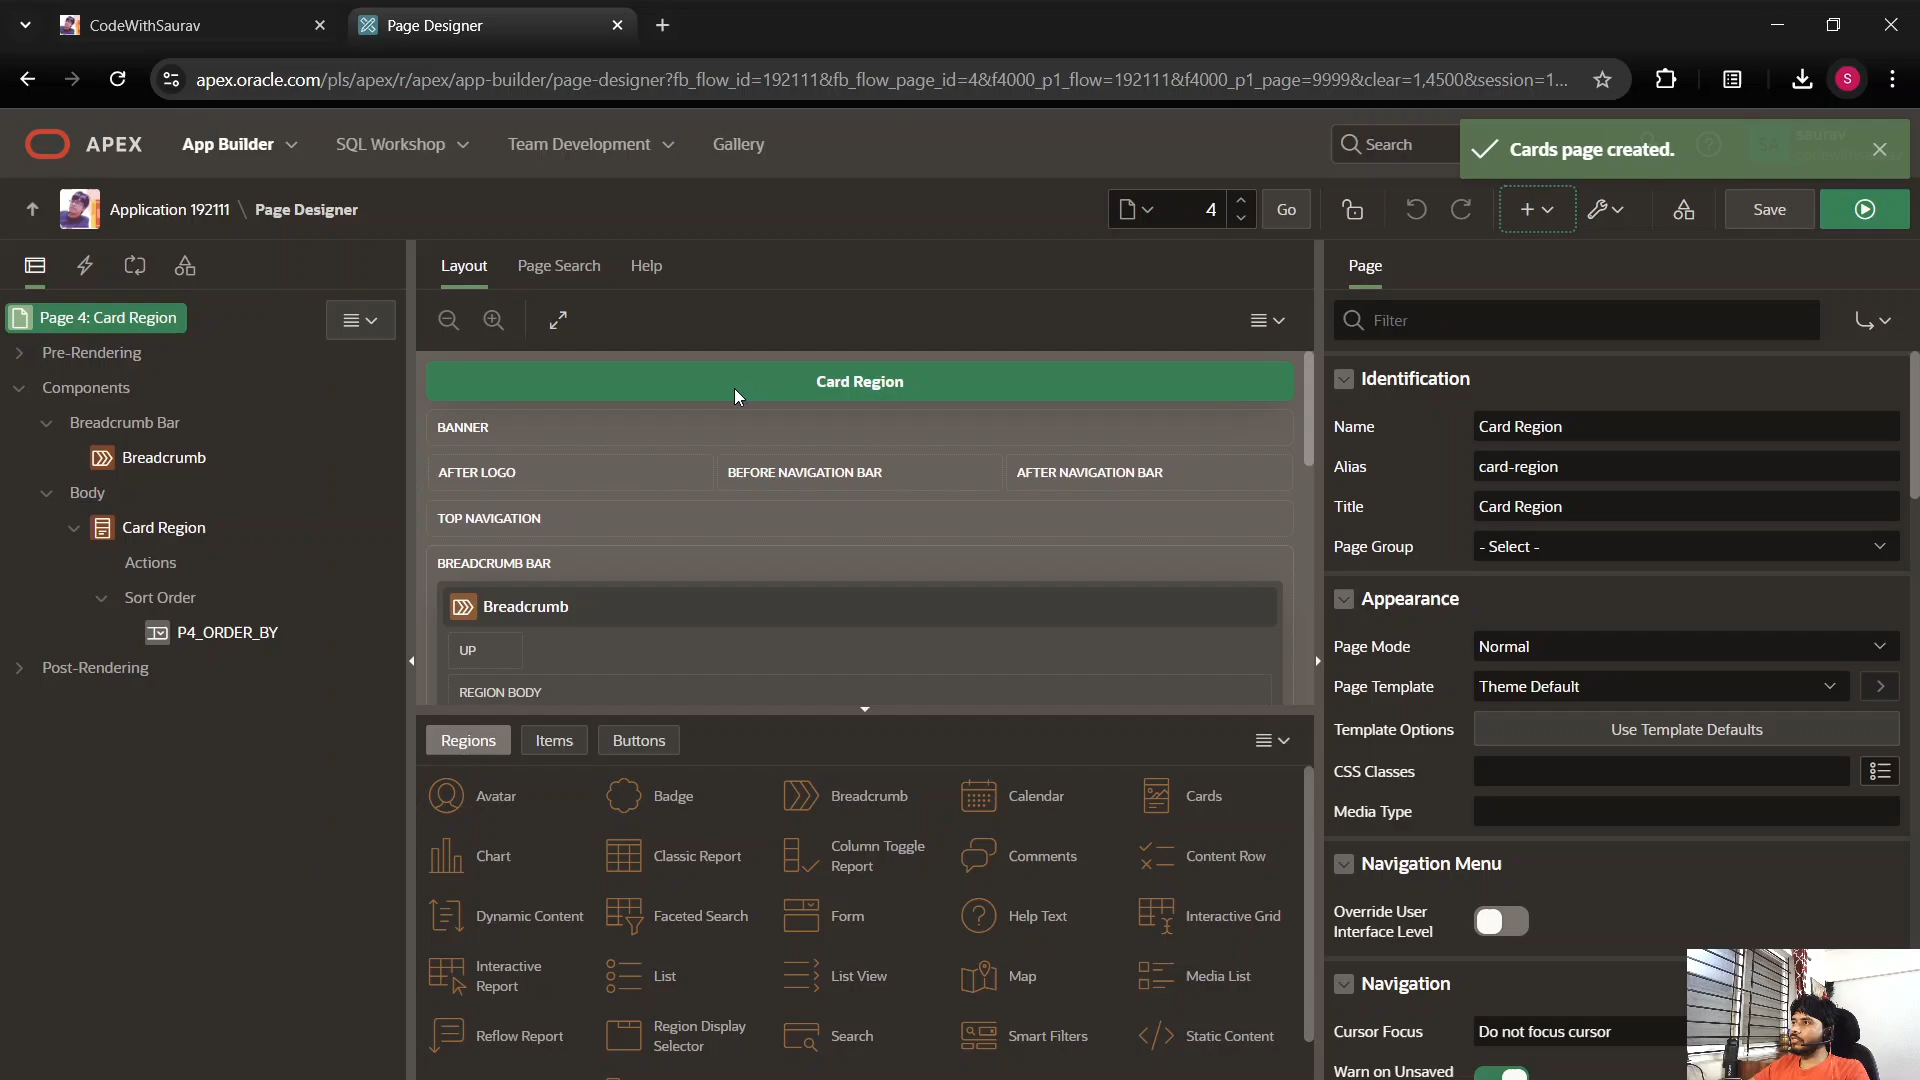 CodeWithSaurav
Page Designer
apex.oracle.com/pls/apex/r/apex/app-builder/page-designer?fb_flow_id=192111&fb_flow_page_id=4&f4000_p1_flow=192111&f4000_p1_page=9999&clear=1,4500&session=1...
S
APEX
App Builder
SQL Workshop
Team Development
Gallery
Search
Cards page created.
saurav
Application 192111 \ Page Designer
4
Go
Save
Layout
Page Search
Help
Page
Page 4: Card Region
Pre-Rendering
Components
Breadcrumb Bar
Breadcrumb
Body
Card Region
Actions
Sort Order
P4_ORDER_BY
Post-Rendering
Card Region
BANNER
AFTER LOGO
BEFORE NAVIGATION BAR
AFTER NAVIGATION BAR
TOP NAVIGATION
BREADCRUMB BAR
Breadcrumb
UP
REGION BODY
Regions
Items
Buttons
Avatar
Badge
Breadcrumb
Calendar
Cards
Chart
Classic Report
Column Toggle
Report
Comments
Content Row
Dynamic Content
Faceted Search
Form
Help Text
Interactive Grid
Interactive
Report
List
List View
Map
Media List
Reflow Report
Region Display
Selector
Search
Smart Filters
Static Content
Filter
Identification
Name
Card Region
Alias
card-region
Title
Card Region
Page Group
- Select -
Appearance
Page Mode
Normal
Page Template
Theme Default
Template Options
Use Template Defaults
CSS Classes
Media Type
Navigation Menu
Override User
Interface Level
Navigation
Cursor Focus
Do not focus cursor
Warn on Unsaved